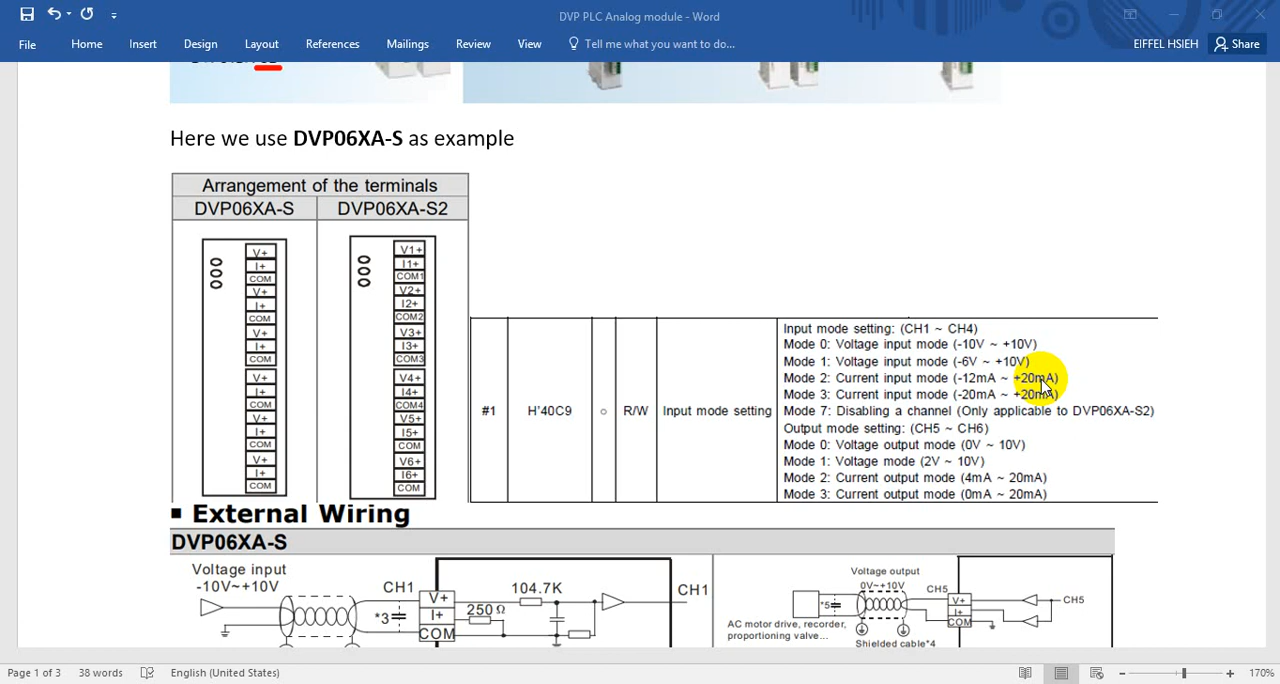 DVP PLC Analog module - Word
File Home Insert Design Layout References Mailings Review View Tell me what you want to do... EIFFEL HSIEH Share
Here we use DVP06XA-S as example
Arrangement of the terminals
DVP06XA-S DVP06XA-S2
V+
I+
COM
V+
I+
COM
V+
I+
COM
V+
I+
COM
V+
I+
COM
V+
I+
COM
V1+
I1+
COM1
V2+
I2+
COM2
V3+
I3+
COM3
V4+
I4+
COM4
V5+
I5+
COM
V6+
I6+
COM
#1 H'40C9 ○ R/W Input mode setting
Input mode setting: (CH1 ~ CH4)
Mode 0: Voltage input mode (-10V ~ +10V)
Mode 1: Voltage input mode (-6V ~ +10V)
Mode 2: Current input mode (-12mA ~ +20mA)
Mode 3: Current input mode (-20mA ~ +20mA)
Mode 7: Disabling a channel (Only applicable to DVP06XA-S2)
Output mode setting: (CH5 ~ CH6)
Mode 0: Voltage output mode (0V ~ 10V)
Mode 1: Voltage mode (2V ~ 10V)
Mode 2: Current output mode (4mA ~ 20mA)
Mode 3: Current output mode (0mA ~ 20mA)
■ External Wiring
DVP06XA-S
Voltage input
-10V~+10V
CH1
*3
V+
I+
COM
250Ω
104.7K
CH1
Voltage output
0V~+10V
CH5
*5
V+
I+
COM
CH5
AC motor drive, recorder,
proportioning valve...
Shielded cable*4
Page 1 of 3 38 words English (United States) 170%